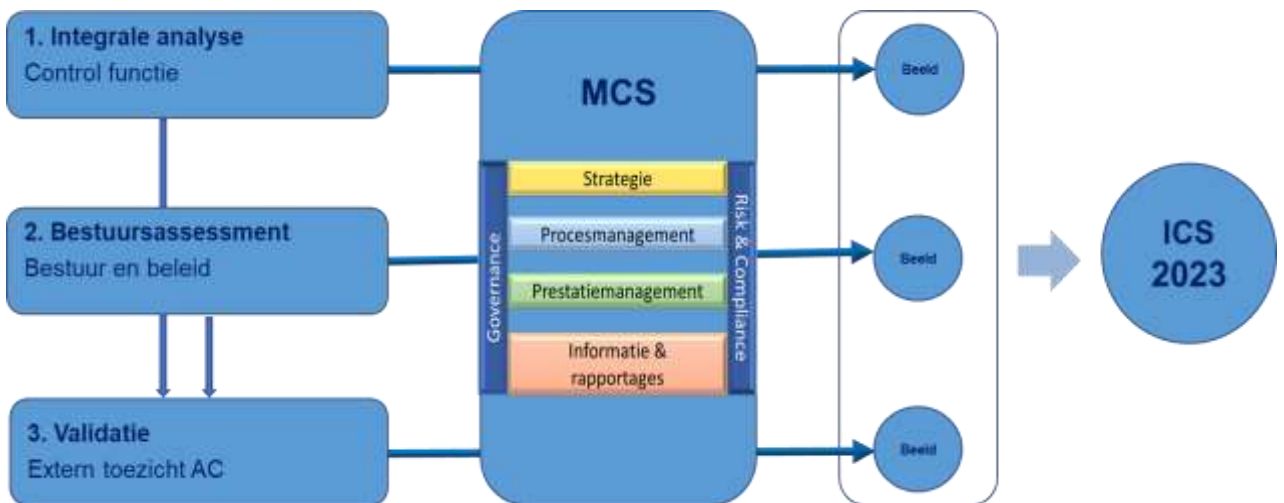 1. Integrale analyse
Control functie
2. Bestuursassessment
Bestuur en beleid
3. Validatie
Extern toezicht AC
MCS
Governance
Strategie
Procesmanagement
Prestatiemanagement
Informatie &
rapportages
Risk & Compliance
Beeld
Beeld
Beeld
ICS
2023